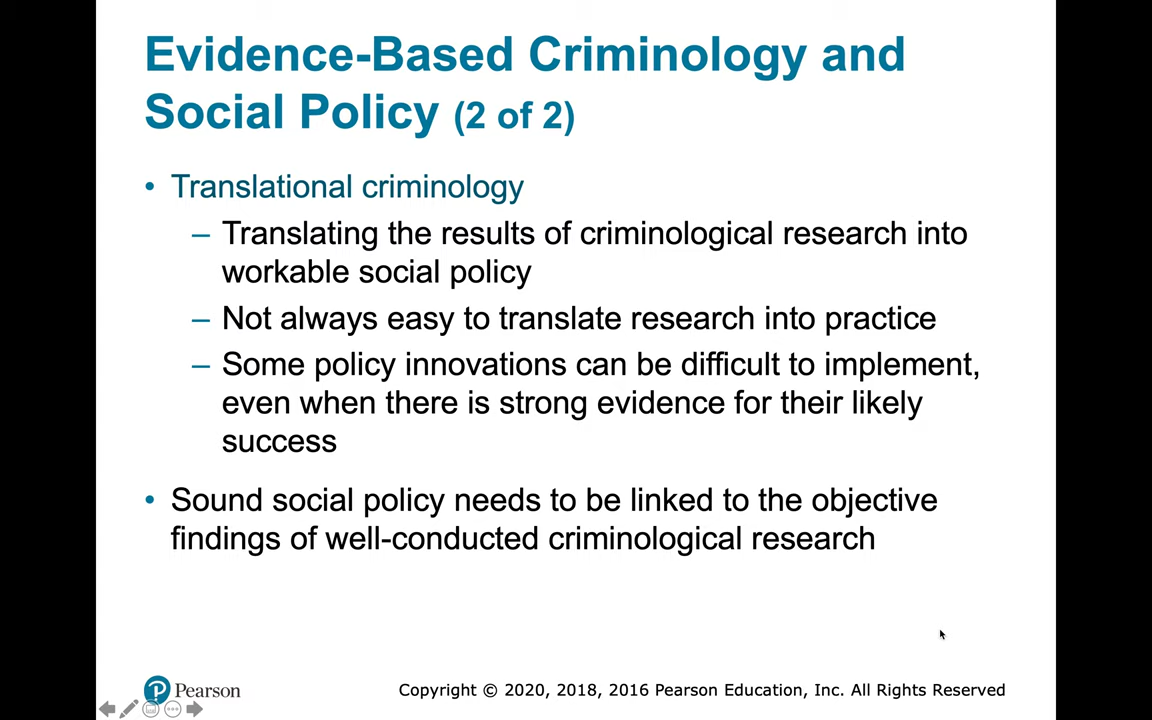 Evidence-Based Criminology and
Social Policy (2 of 2)
• Translational criminology
– Translating the results of criminological research into
workable social policy
– Not always easy to translate research into practice
– Some policy innovations can be difficult to implement,
even when there is strong evidence for their likely
success
• Sound social policy needs to be linked to the objective
findings of well-conducted criminological research
Pearson
Copyright © 2020, 2018, 2016 Pearson Education, Inc. All Rights Reserved